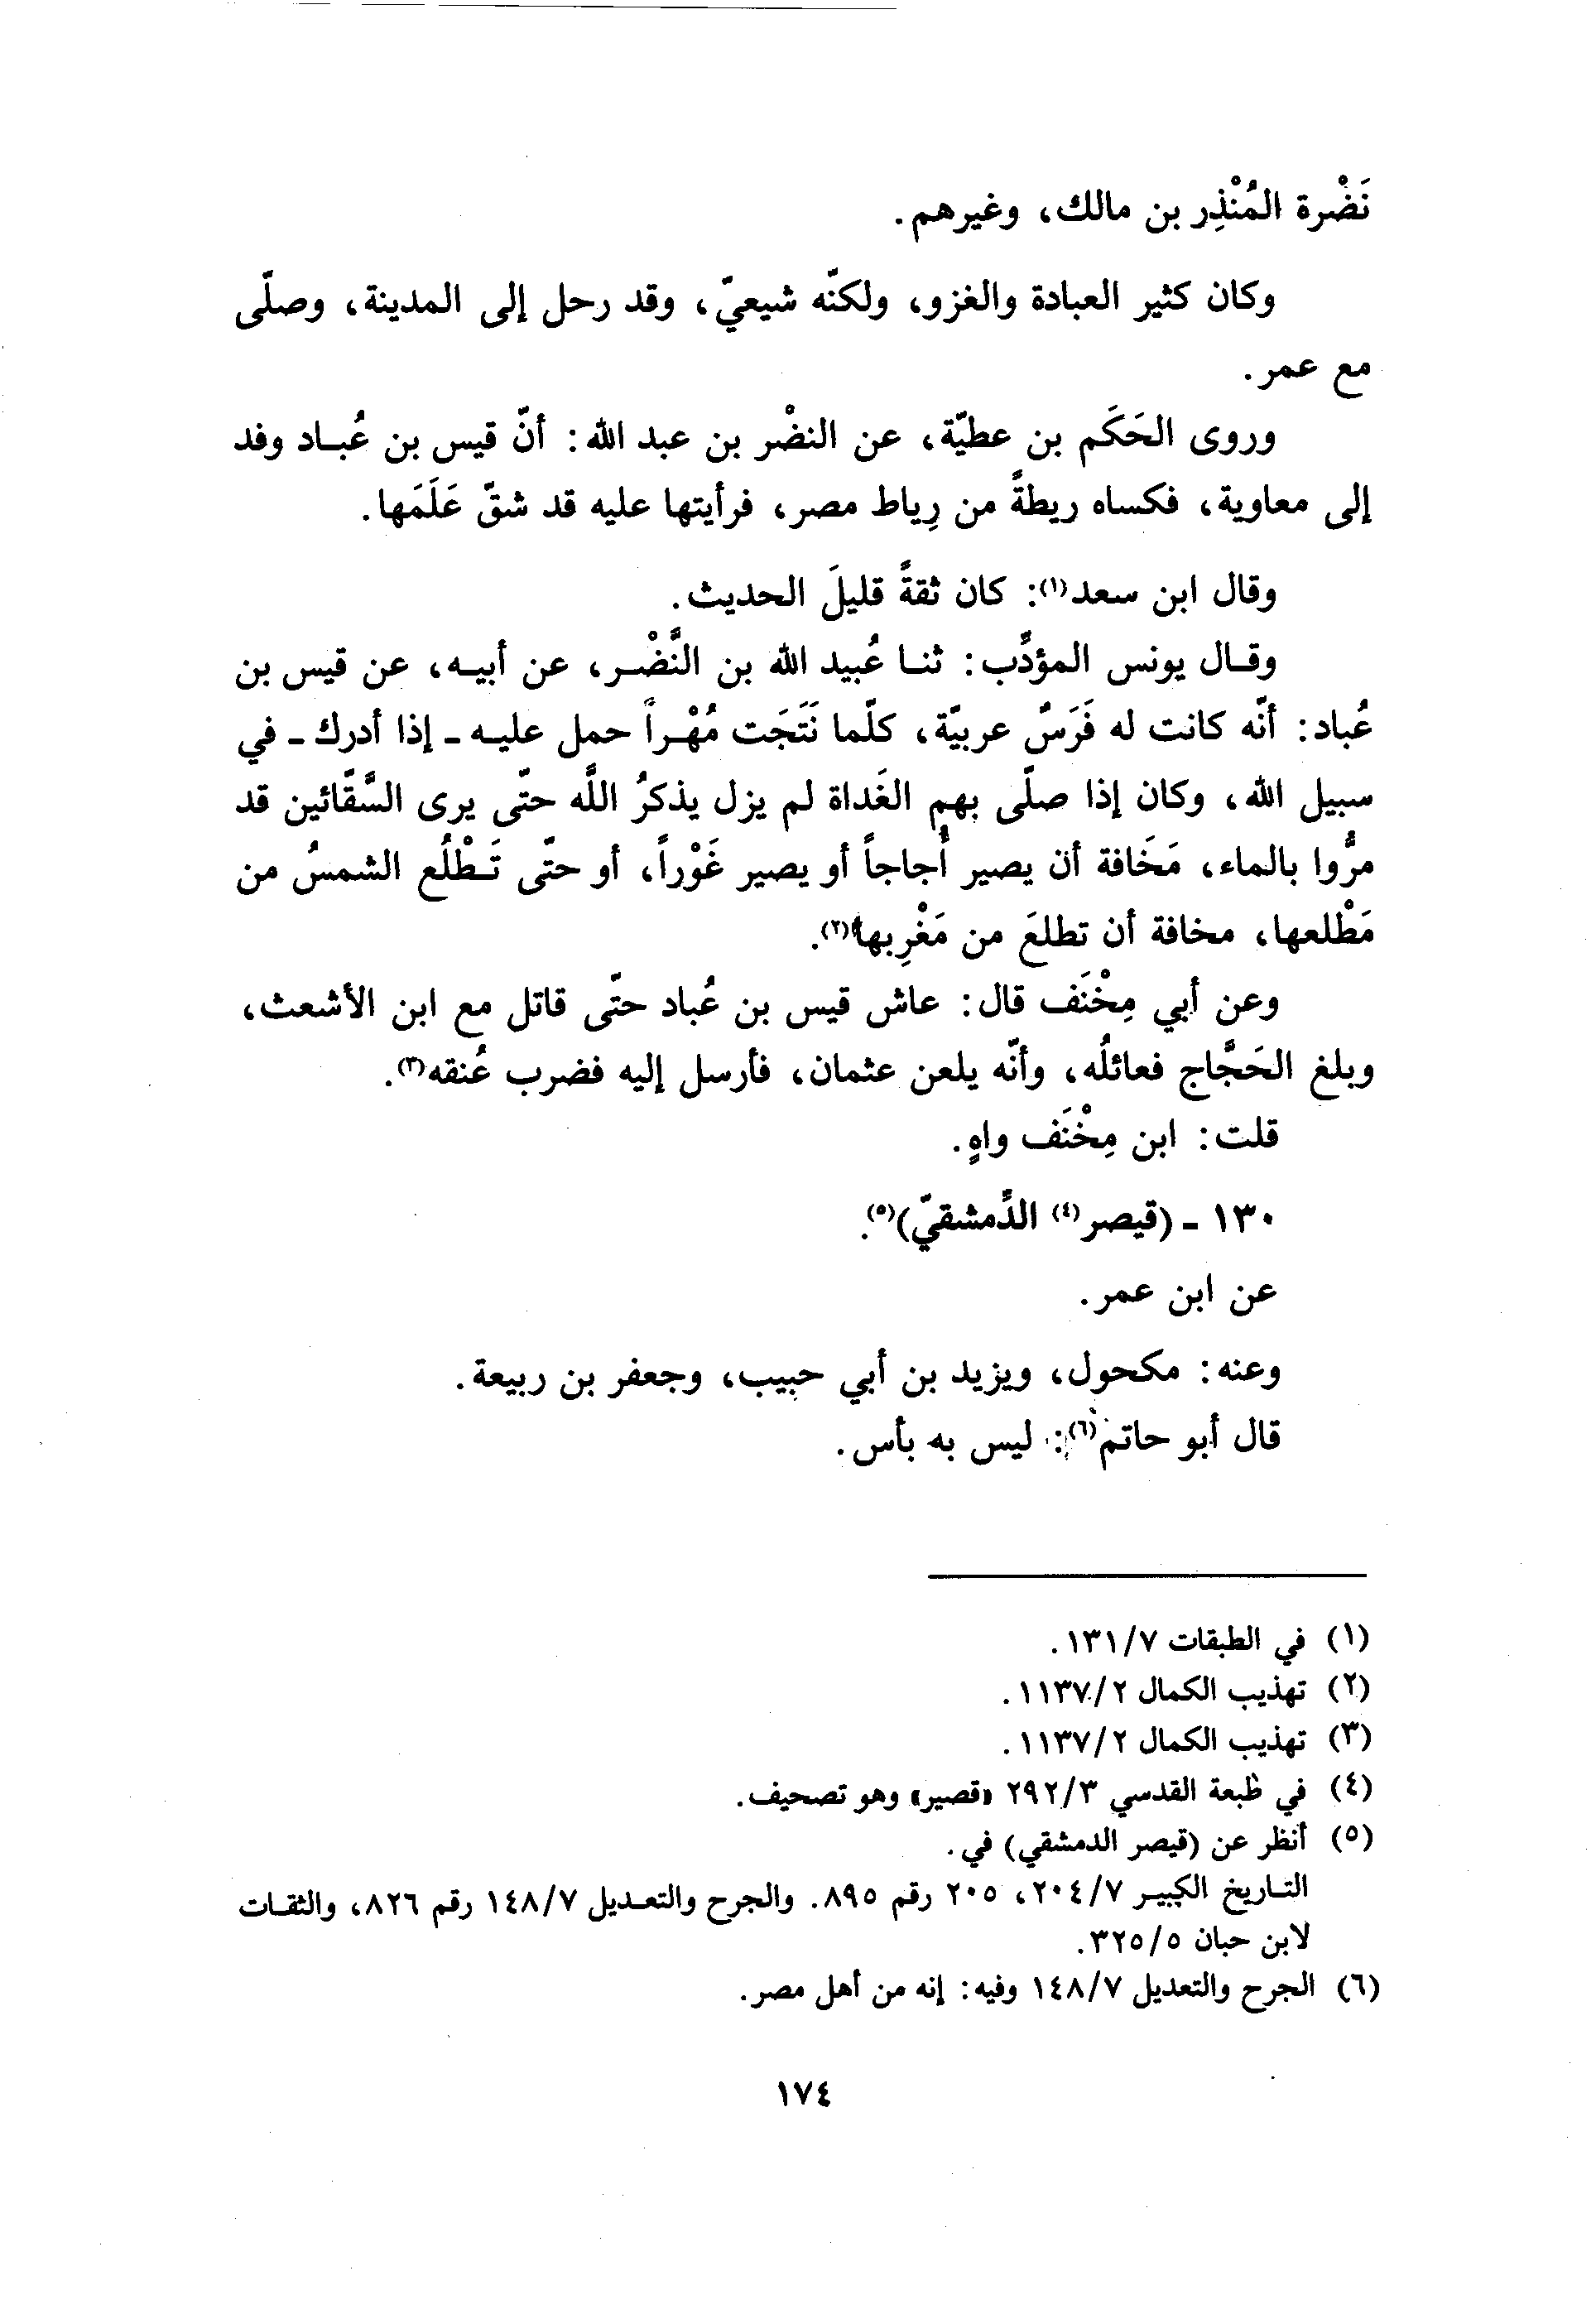 نَضْرة المُنْذِر بن مالك، وغيرهم.
وكان كثير العبادة والغزو، ولكنّه شيعيّ، وقد رحل إلى المدينة، وصلّى
مع عمر.
وروى الحَكَم بن عطيّة، عن النضْر بن عبد الله: أنّ قيس بن عُبـاد وفد
إلى معاوية، فكساه ريطةً من رِياط مصر، فرأيتها عليه قد شقّ عَلَمَها.
وقال ابن سعد(١): كان ثقةً قليلَ الحديث.
وقـال يونس المؤدِّب: ثنـا عُبيد الله بن النَّضْـر، عن أبيـه، عن قيس بن
عُباد: أنّه كانت له فَرَسٌ عربيّة، كلّما نَتَجَت مُهْـراً حمل عليـه - إذا أدرك - في
سبيل الله، وكان إذا صلّى بهم الغَداة لم يزل يذكرُ اللَّه حتّى يرى السَّقّائين قد
مرُّوا بالماء، مَخَافة أن يصير أُجاجاً أو يصير غَوْراً، أو حتّى تَـطْلُع الشمسُ من
مَطْلعها، مخافة أن تطلعَ من مَغْرِبها(٢).
وعن أبي مِخْنَف قال: عاش قيس بن عُباد حتّى قاتل مع ابن الأشعث،
وبلغ الحَجَّاج فعائلُه، وأنّه يلعن عثمان، فأرسل إليه فضرب عُنقه(٣).
قلت: ابن مِخْنَف واهٍ.
١٣٠ - (قيصر(٤) الدِّمشقيّ)(٥).
عن ابن عمر.
وعنه: مكحول، ويزيد بن أبي حبيب، وجعفر بن ربيعة.
قال أبو حاتم(٦): ليس به بأس.
(١) في الطبقات ٧/١٣١.
(٢) تهذيب الكمال ٢/١١٣٧.
(٣) تهذيب الكمال ٢/١١٣٧.
(٤) في طبعة القدسي ٣/٢٩٢ «قصير» وهو تصحيف.
(٥) أنظر عن (قيصر الدمشقي) في.
التـاريخ الكبيـر ٧/٢٠٤، ٢٠٥ رقم ٨٩٥. والجرح والتعـديل ٧/١٤٨ رقم ٨٢٦، والثقـات
لابن حبان ٥/٣٢٥.
(٦) الجرح والتعديل ٧/١٤٨ وفيه: إنه من أهل مصر.
١٧٤